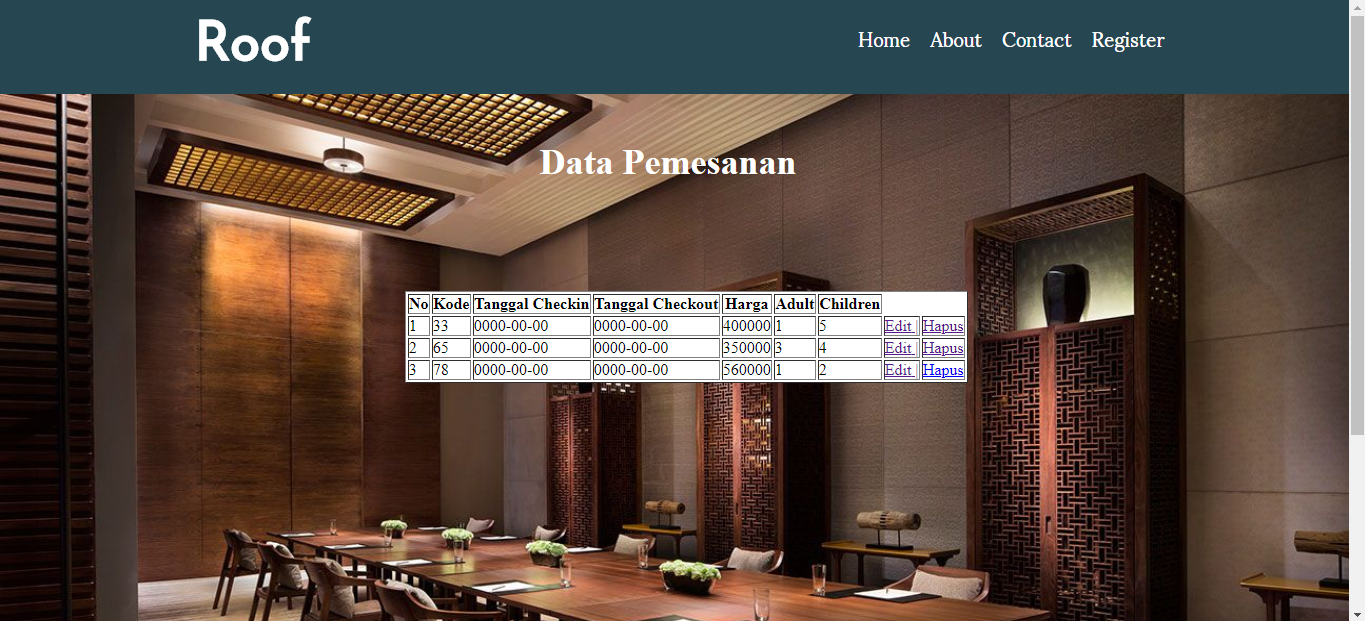 Roof
Home About Contact Register
Data Pemesanan
No Kode Tanggal Checkin Tanggal Checkout Harga Adult Children
1 33 0000-00-00 0000-00-00 400000 1 5 Edit | Hapus
2 65 0000-00-00 0000-00-00 350000 3 4 Edit | Hapus
3 78 0000-00-00 0000-00-00 560000 1 2 Edit | Hapus